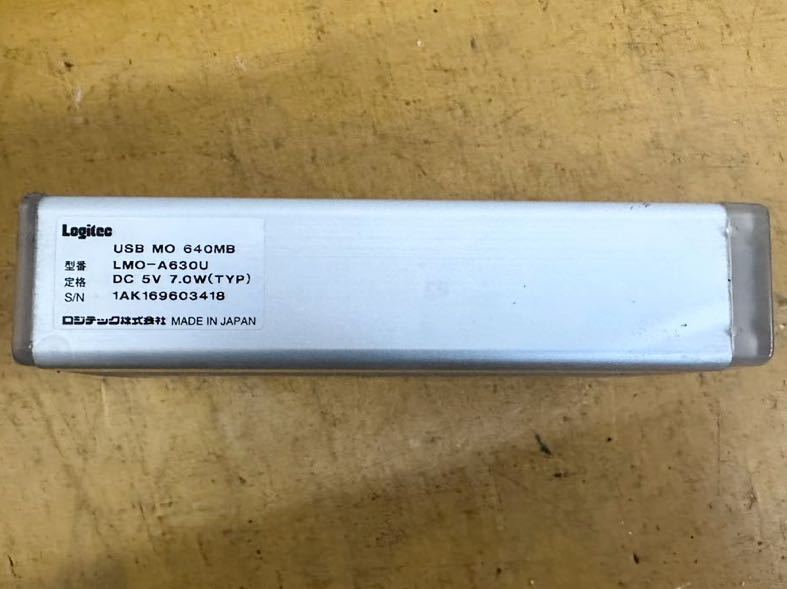 Logitec
USB MO 640MB
型番 LMO-A630U
定格 DC 5V 7.0W(TYP)
S/N 1AK169603418
ロジテック株式会社 MADE IN JAPAN